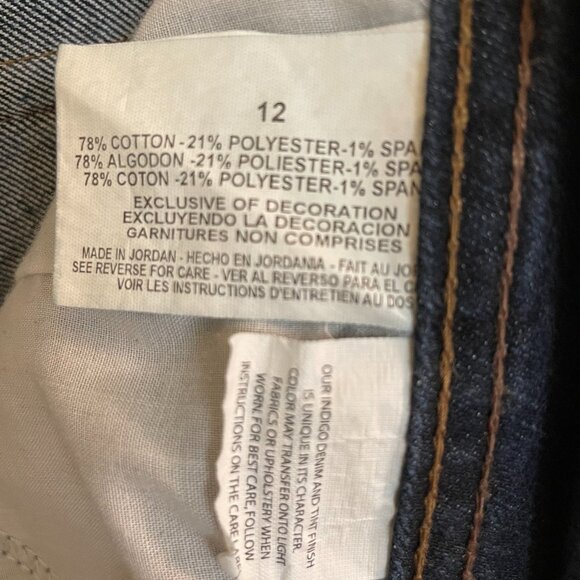 12
78% COTTON -21% POLYESTER-1% SPA
78% ALGODON -21% POLIESTER-1% SPA
78% COTON -21% POLYESTER-1% SPAN
EXCLUSIVE OF DECORATION
EXCLUYENDO LA DECORACION
GARNITURES NON COMPRISES
MADE IN JORDAN - HECHO EN JORDANIA - FAIT AU JO
SEE REVERSE FOR CARE - VER AL REVERSO PARA EL C
VOIR LES INSTRUCTIONS D'ENTRETIEN AU DOS
OUR INDIGO DENIM AND TINT FINISH
IS UNIQUE IN ITS CHARACTER.
COLOR MAY TRANSFER ONTO LIGHT
FABRICS OR UPHOLSTERY WHEN
WORN. FOR BEST CARE, FOLLOW
INSTRUCTIONS ON THE CARE LABE